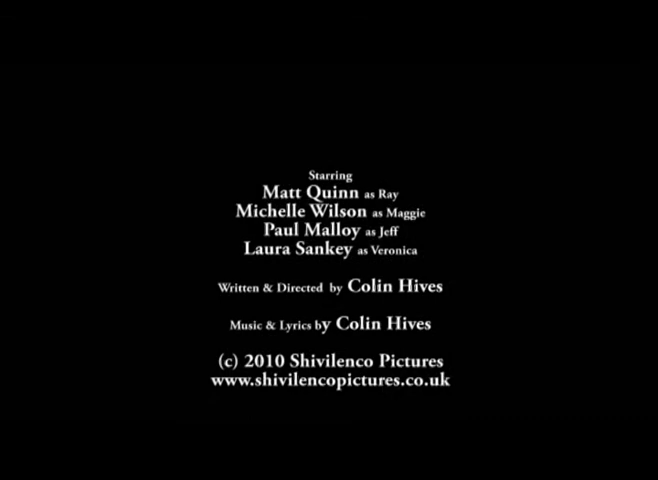 Starring
Matt Quinn as Ray
Michelle Wilson as Maggie
Paul Malloy as Jeff
Laura Sankey as Veronica
Written & Directed by Colin Hives
Music & Lyrics by Colin Hives
(c) 2010 Shivilenco Pictures
www.shivilencopictures.co.uk